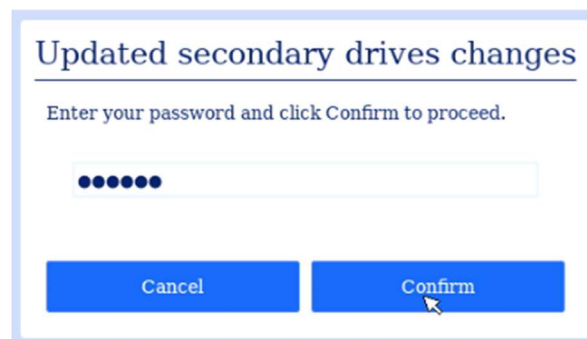 Updated secondary drives changes
Enter your password and click Confirm to proceed.
●●●●●●
Cancel
Confirm